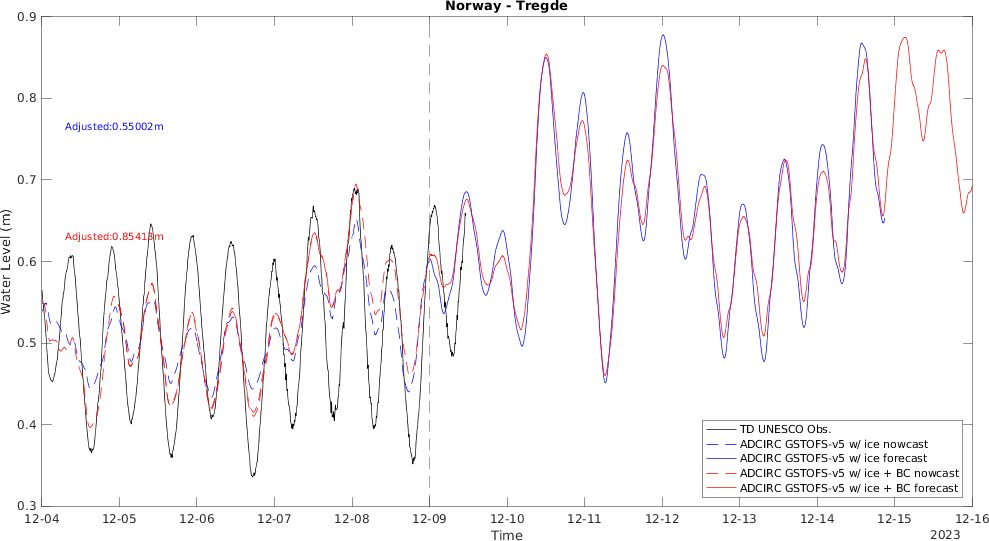 Norway - Tregde
0.9
0.8
0.7
0.6
0.5
0.4
0.3
Water Level (m)
Adjusted:0.55002m
Adjusted:0.85413m
TD UNESCO Obs.
ADCIRC GSTOFS-v5 w/ ice nowcast
ADCIRC GSTOFS-v5 w/ ice forecast
ADCIRC GSTOFS-v5 w/ ice + BC nowcast
ADCIRC GSTOFS-v5 w/ ice + BC forecast
12-04 12-05 12-06 12-07 12-08 12-09 12-10 12-11 12-12 12-13 12-14 12-15 12-16
Time
2023